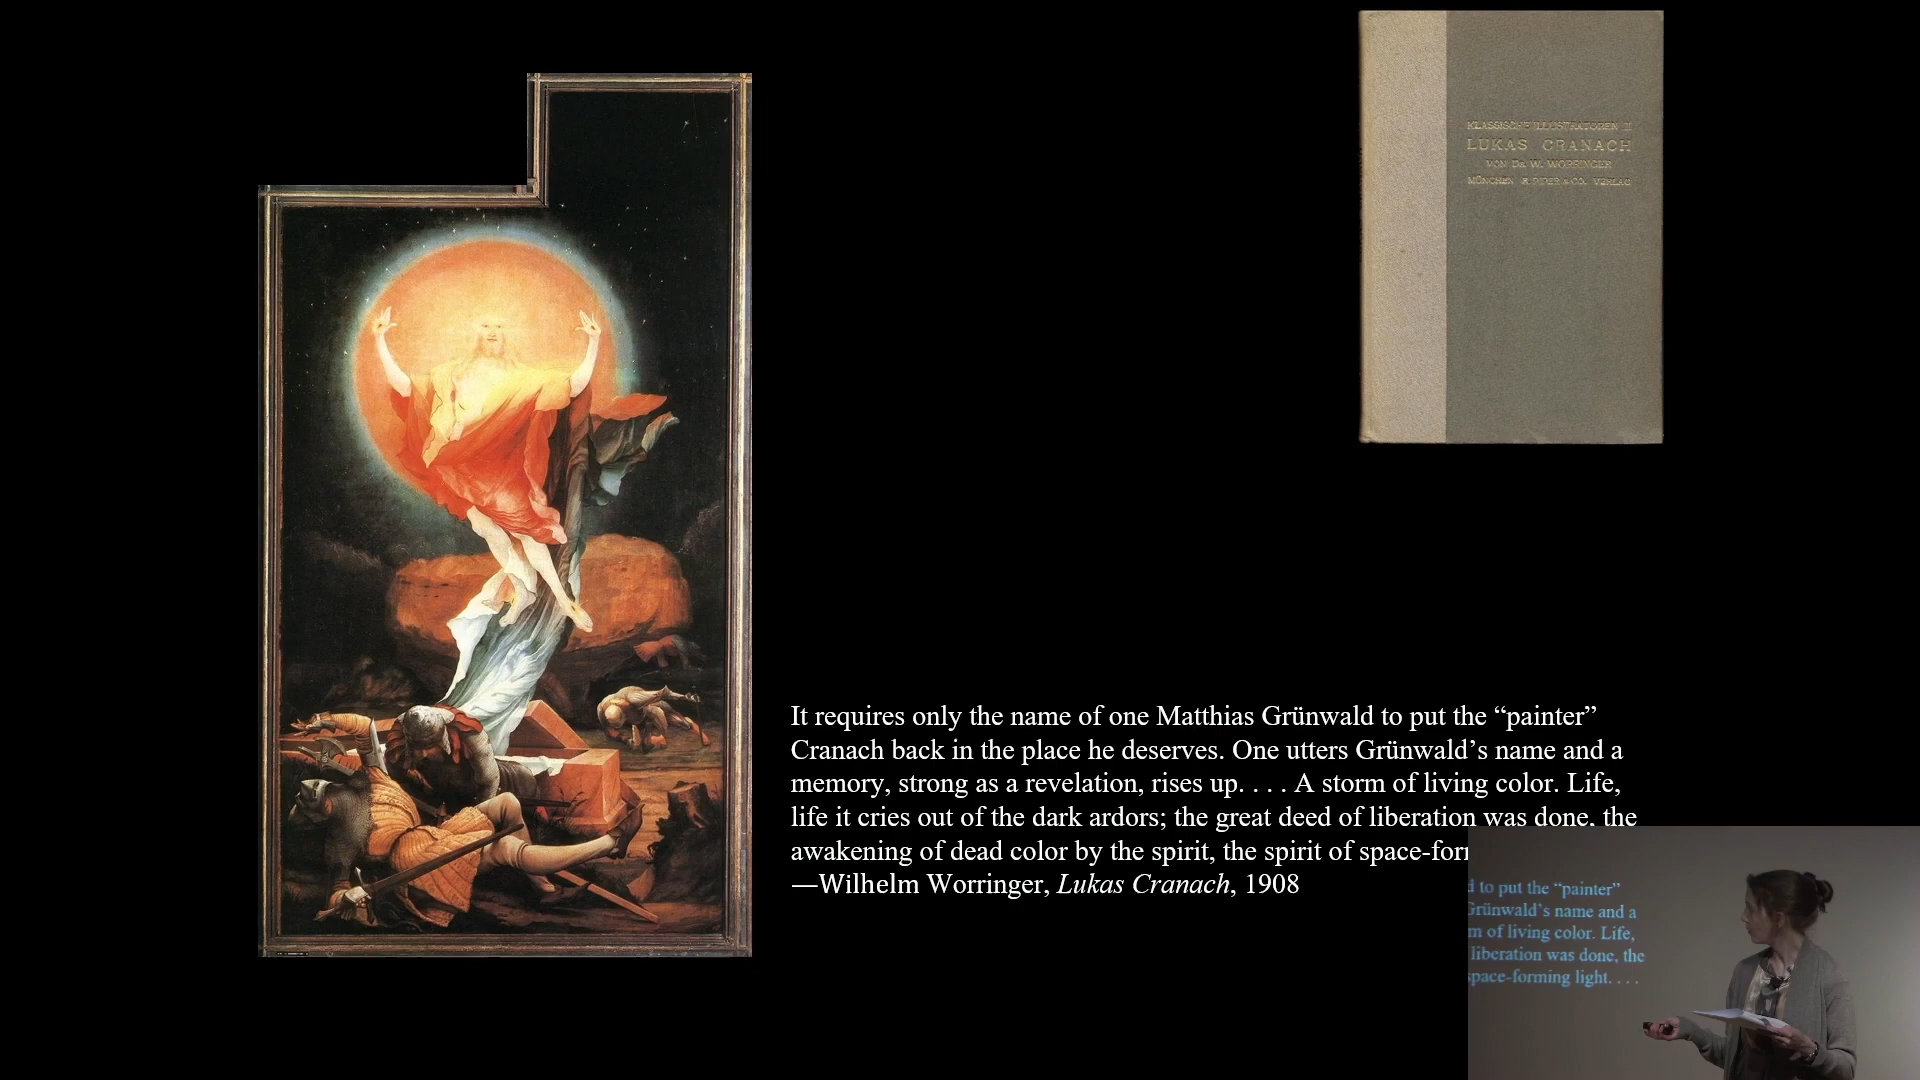 KLASSISCHE ILLUSTRATOREN II
LUKAS CRANACH
VON DR. W. WORRINGER
MÜNCHEN R. PIPER & CO. VERLAG
It requires only the name of one Matthias Grünwald to put the “painter”
Cranach back in the place he deserves. One utters Grünwald’s name and a
memory, strong as a revelation, rises up. . . . A storm of living color. Life,
life it cries out of the dark ardors; the great deed of liberation was done, the
awakening of dead color by the spirit, the spirit of space-for
—Wilhelm Worringer, Lukas Cranach, 1908
d to put the “painter”
Grünwald’s name and a
m of living color. Life,
liberation was done, the
space-forming light. . . .